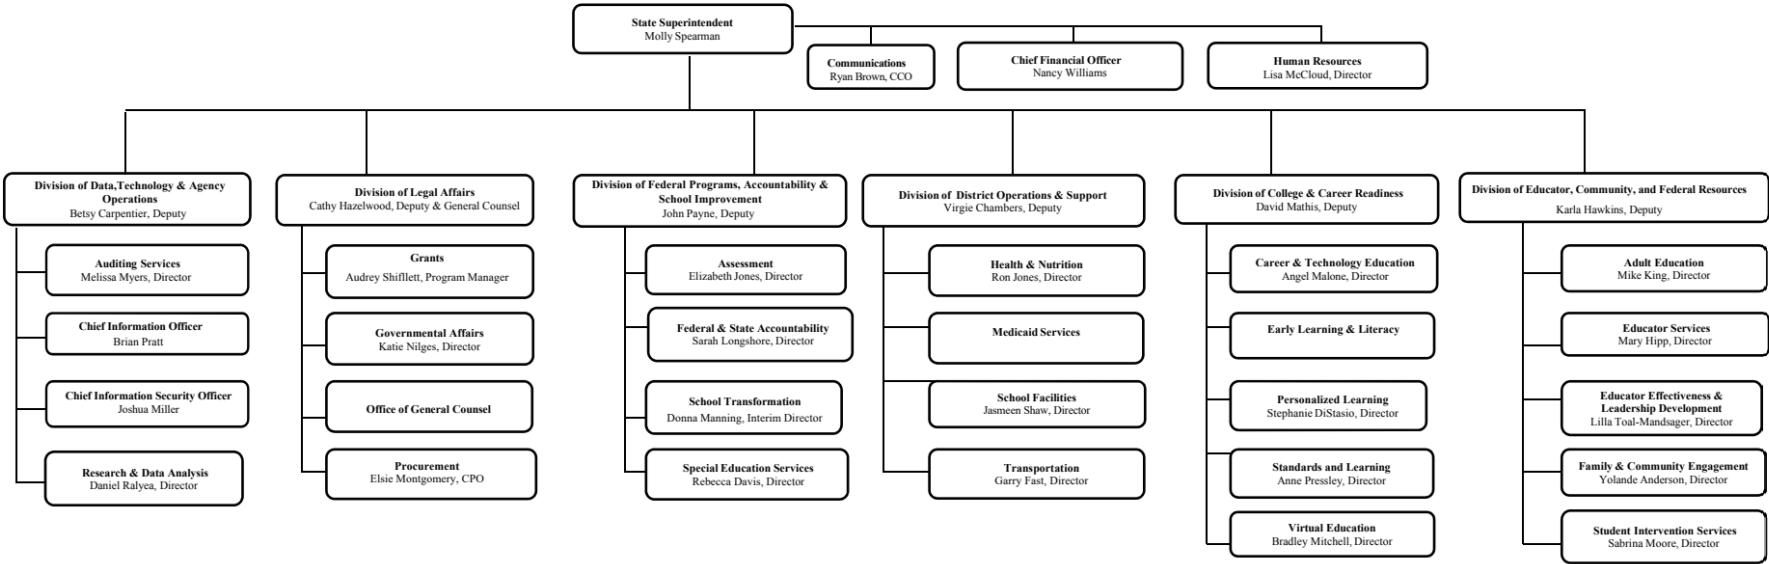 State Superintendent
Molly Spearman
Communications
Ryan Brown, CCO
Chief Financial Officer
Nancy Williams
Human Resources
Lisa McCloud, Director
Division of Data,Technology & Agency
Operations
Betsy Carpentier, Deputy
Auditing Services
Melissa Myers, Director
Chief Information Officer
Brian Pratt
Chief Information Security Officer
Joshua Miller
Research & Data Analysis
Daniel Ralyea, Director
Division of Legal Affairs
Cathy Hazelwood, Deputy & General Counsel
Grants
Audrey Shifflett, Program Manager
Governmental Affairs
Katie Nilges, Director
Office of General Counsel
Procurement
Elsie Montgomery, CPO
Division of Federal Programs, Accountability &
School Improvement
John Payne, Deputy
Assessment
Elizabeth Jones, Director
Federal & State Accountability
Sarah Longshore, Director
School Transformation
Donna Manning, Interim Director
Special Education Services
Rebecca Davis, Director
Division of District Operations & Support
Virgie Chambers, Deputy
Health & Nutrition
Ron Jones, Director
Medicaid Services
School Facilities
Jasmeen Shaw, Director
Transportation
Garry Fast, Director
Division of College & Career Readiness
David Mathis, Deputy
Career & Technology Education
Angel Malone, Director
Early Learning & Literacy
Personalized Learning
Stephanie DiStasio, Director
Standards and Learning
Anne Pressley, Director
Virtual Education
Bradley Mitchell, Director
Division of Educator, Community, and Federal Resources
Karla Hawkins, Deputy
Adult Education
Mike King, Director
Educator Services
Mary Hipp, Director
Educator Effectiveness &
Leadership Development
Lilla Toal-Mandsager, Director
Family & Community Engagement
Yolande Anderson, Director
Student Intervention Services
Sabrina Moore, Director